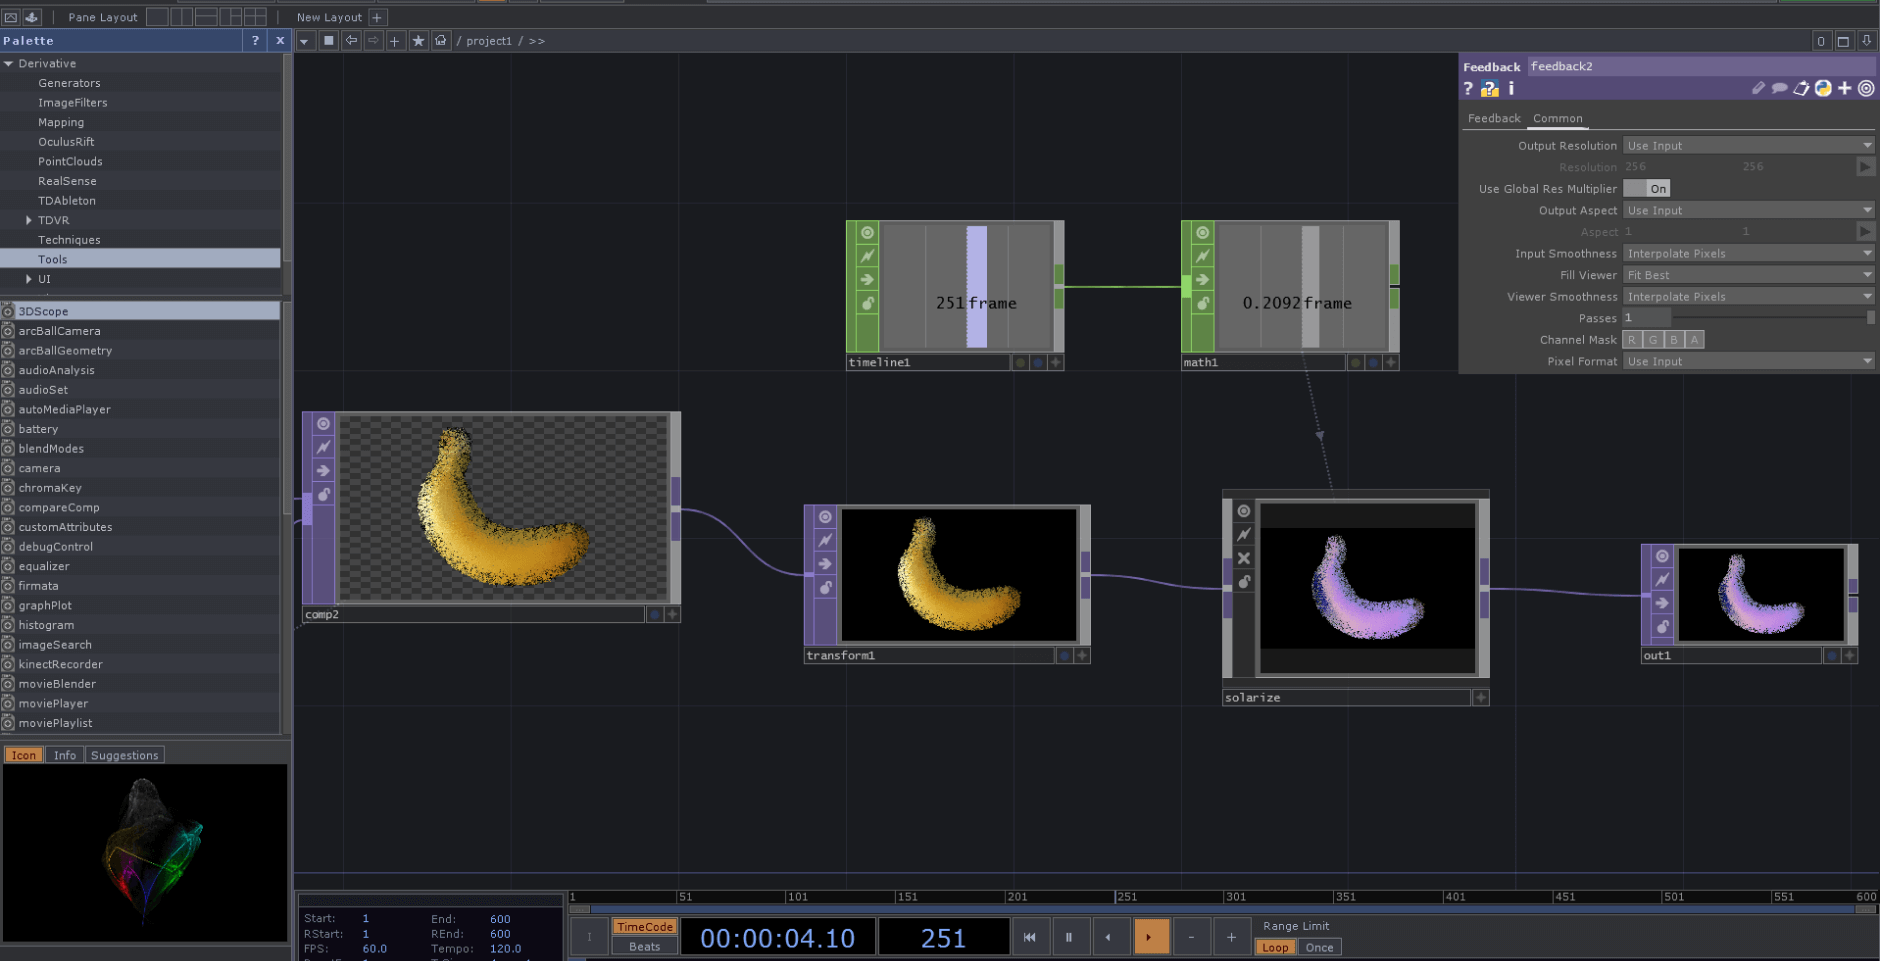 Pane Layout
New Layout
Palette ? x
/ project1 / >>
0
Derivative
Generators
ImageFilters
Mapping
OculusRift
PointClouds
RealSense
TDAbleton
TDVR
Techniques
Tools
UI
3DScope
arcBallCamera
arcBallGeometry
audioAnalysis
audioSet
autoMediaPlayer
battery
blendModes
camera
chromaKey
compareComp
customAttributes
debugControl
equalizer
firmata
graphPlot
histogram
imageSearch
kinectRecorder
movieBlender
moviePlayer
moviePlaylist
Icon Info Suggestions
251 frame
timeline1
0.2092 frame
math1
comp2
transform1
solarize
out1
Feedback feedback2
? ? i
Feedback Common
Output Resolution Use Input
Resolution 256 256
Use Global Res Multiplier On
Output Aspect Use Input
Aspect 1 1
Input Smoothness Interpolate Pixels
Fill Viewer Fit Best
Viewer Smoothness Interpolate Pixels
Passes 1
Channel Mask R G B A
Pixel Format Use Input
1 51 101 151 201 251 301 351 401 451 501 551 600
Start: 1 End: 600
RStart: 1 REnd: 600
FPS: 60.0 Tempo: 120.0
TimeCode
Beats
00:00:04.10
251
- +
Range Limit
Loop Once